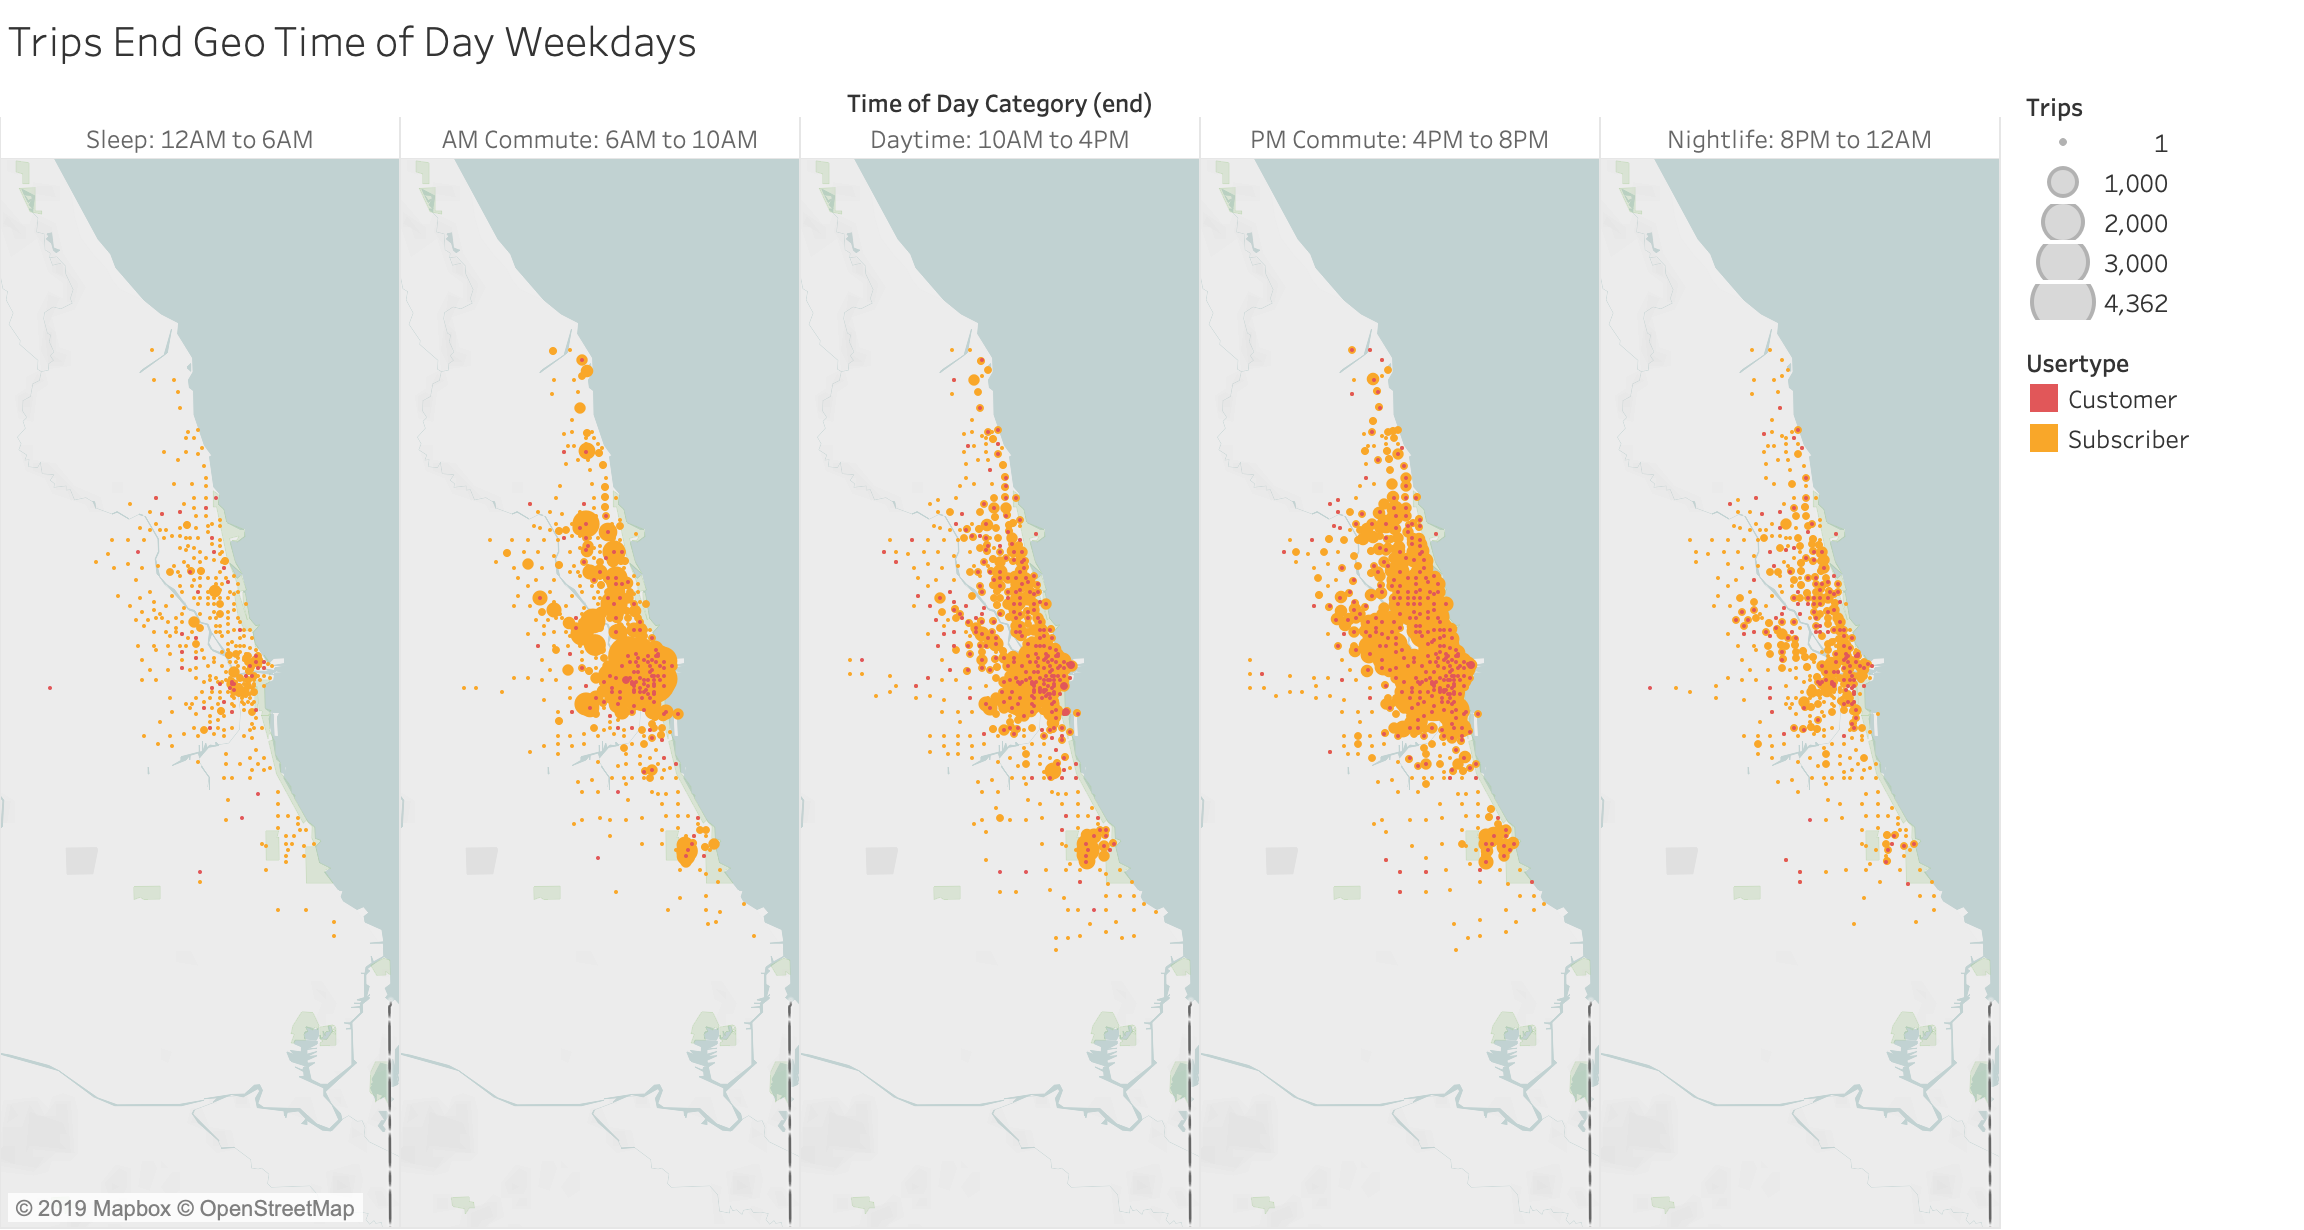 Trips End Geo Time of Day Weekdays
Time of Day Category (end)
Sleep: 12AM to 6AM
AM Commute: 6AM to 10AM
Daytime: 10AM to 4PM
PM Commute: 4PM to 8PM
Nightlife: 8PM to 12AM
Trips
1
1,000
2,000
3,000
4,362
Usertype
Customer
Subscriber
© 2019 Mapbox © OpenStreetMap